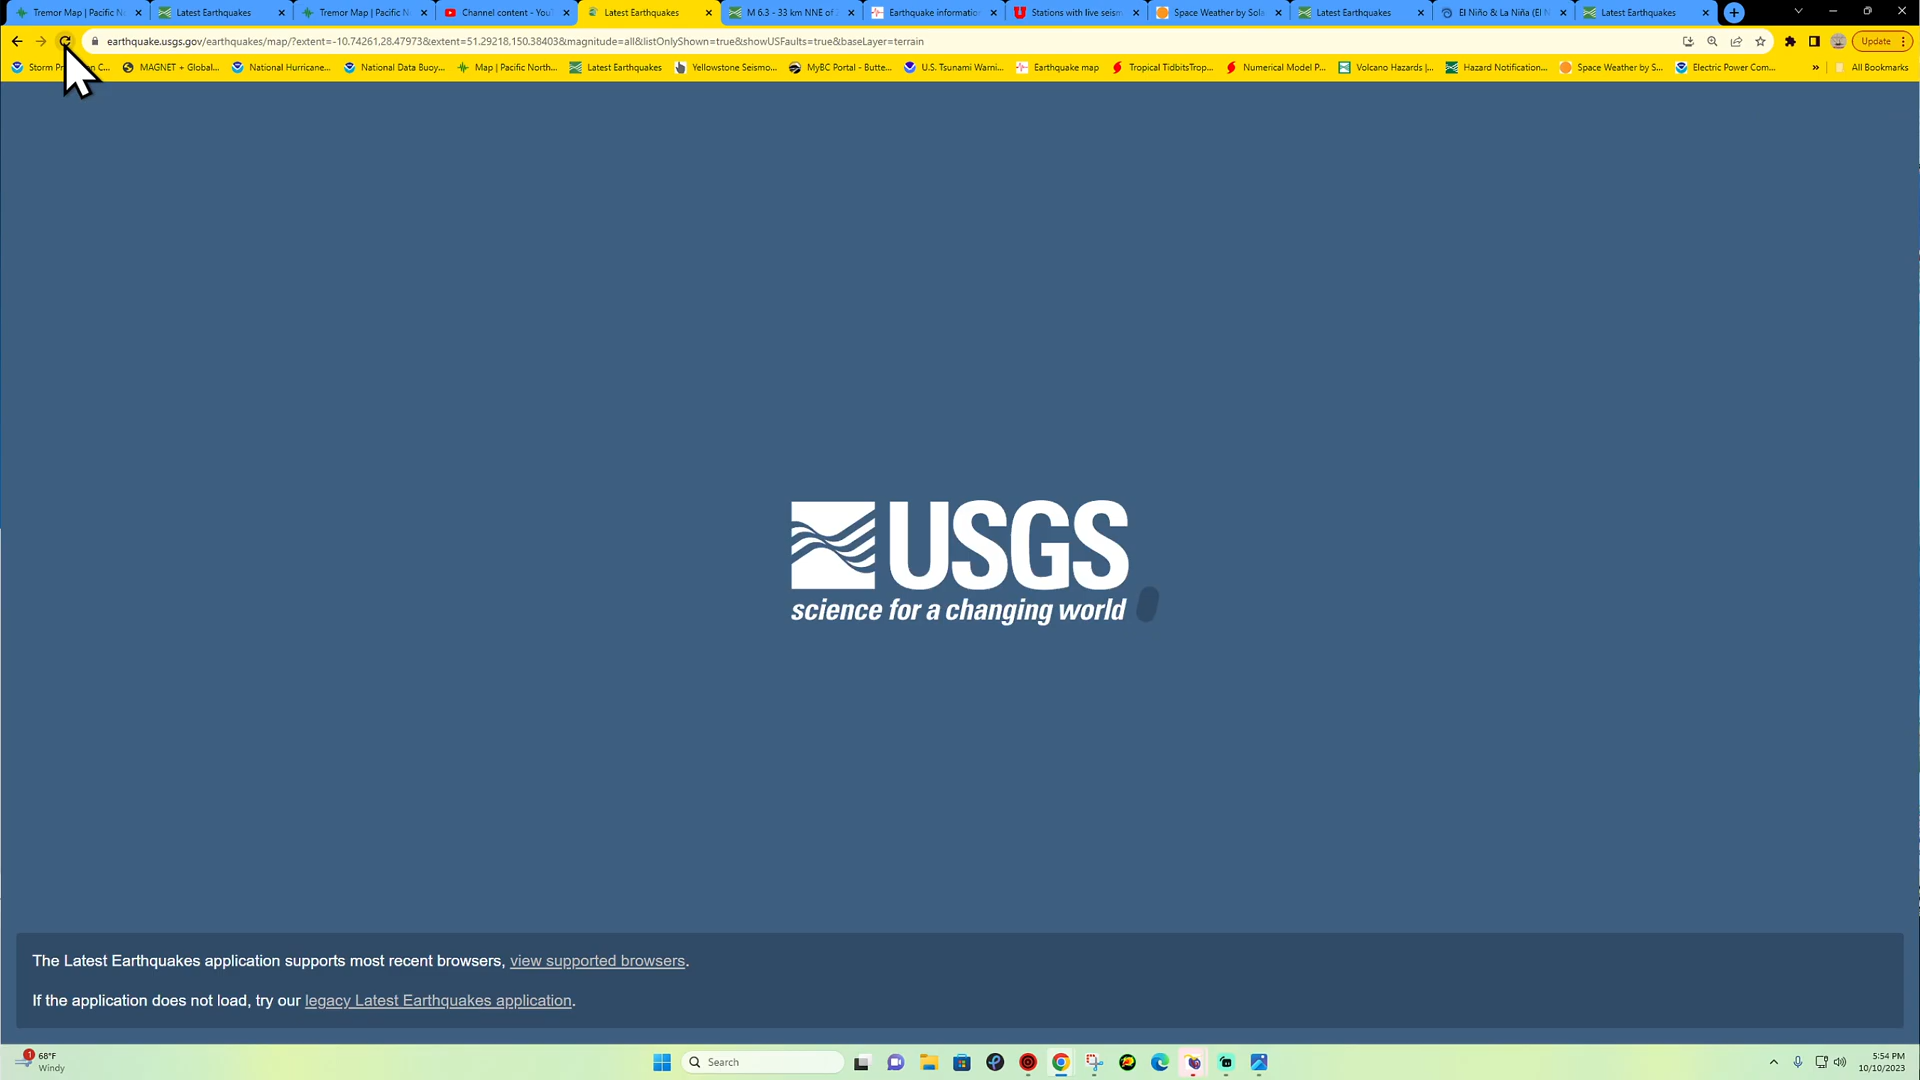 Tremor Map | Pacific N
Latest Earthquakes
Tremor Map | Pacific N
Channel content - You
Latest Earthquakes
M 6.3 - 33 km NNE of
Earthquake informatio
Stations with live seism
Space Weather by Sola
Latest Earthquakes
El Niño & La Niña (El N
Latest Earthquakes
earthquake.usgs.gov/earthquakes/map/?extent=-10.74261,28.47973&extent=51.29218,150.38403&magnitude=all&listOnlyShown=true&showUSFaults=true&baseLayer=terrain
Update
Storm Pr
n C...
MAGNET + Global...
National Hurricane...
National Data Buoy...
Map | Pacific North...
Latest Earthquakes
Yellowstone Seismo...
MyBC Portal - Butte...
U.S. Tsunami Warni...
Earthquake map
Tropical TidbitsTrop...
Numerical Model P...
Volcano Hazards |...
Hazard Notification...
Space Weather by S...
Electric Power Com...
»
All Bookmarks
USGS
science for a changing world
The Latest Earthquakes application supports most recent browsers, view supported browsers.
If the application does not load, try our legacy Latest Earthquakes application.
1
68°F
Windy
Search
5:54 PM
10/10/2023